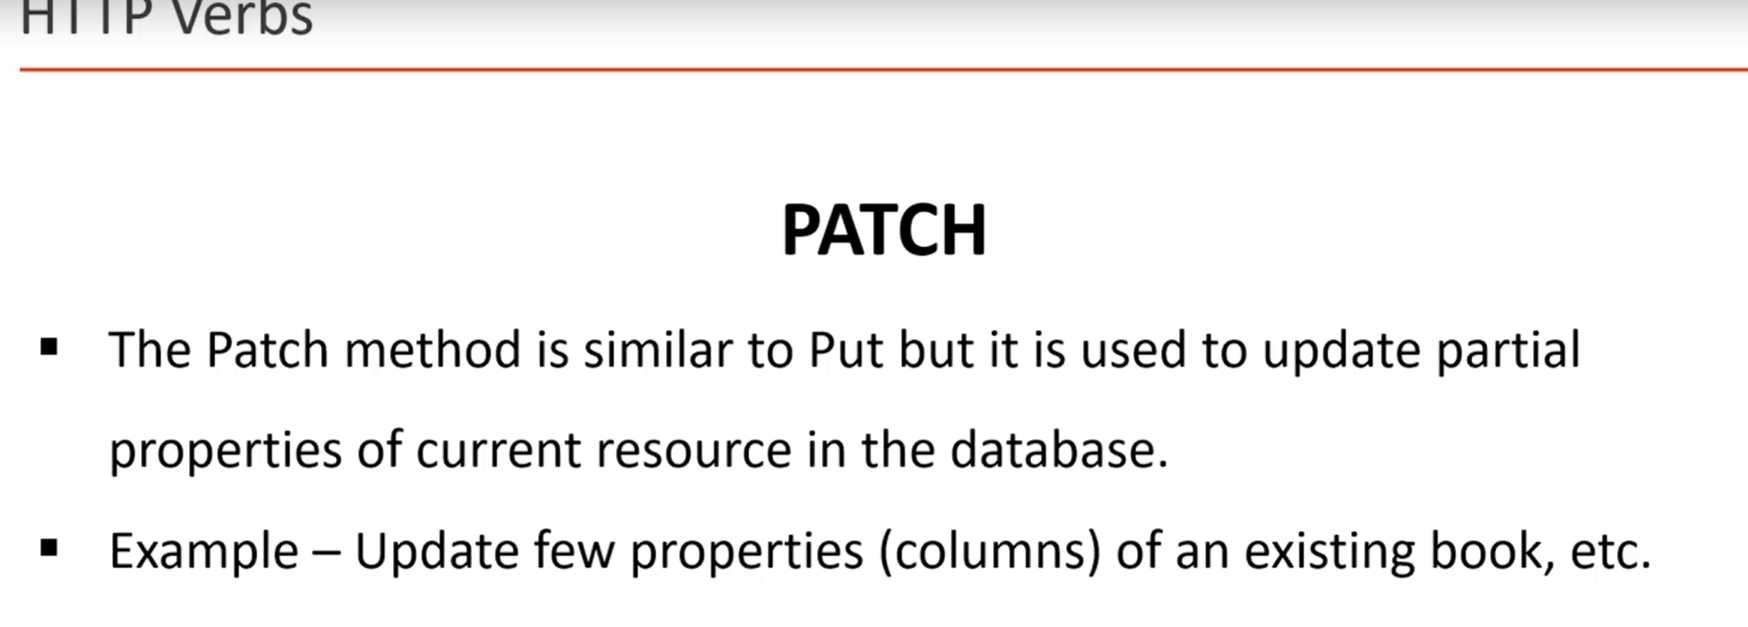 HTTP Verbs
PATCH
▪ The Patch method is similar to Put but it is used to update partial
properties of current resource in the database.
▪ Example – Update few properties (columns) of an existing book, etc.